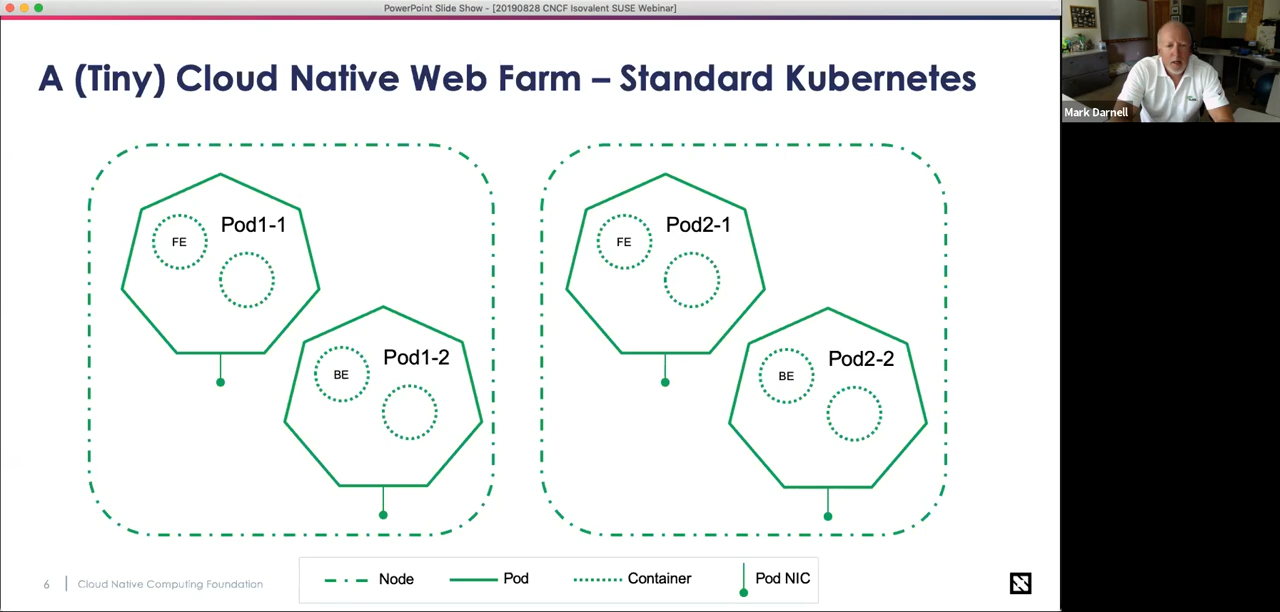 PowerPoint Slide Show - [20190828 CNCF Isovalent SUSE Webinar]
A (Tiny) Cloud Native Web Farm – Standard Kubernetes
Mark Darnell
Pod1-1
FE
Pod2-1
FE
Pod1-2
BE
Pod2-2
BE
Node
Pod
Container
Pod NIC
6
Cloud Native Computing Foundation